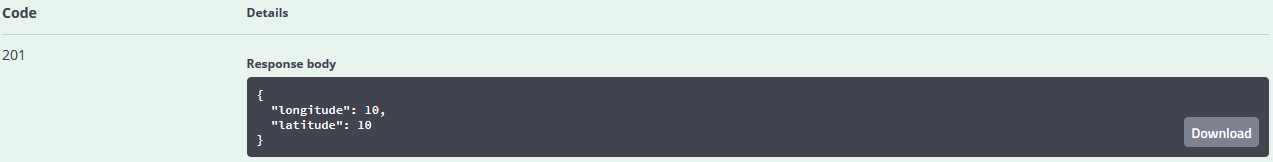 Code Details
201
Response body
{
  "longitude": 10,
  "latitude": 10
}
Download